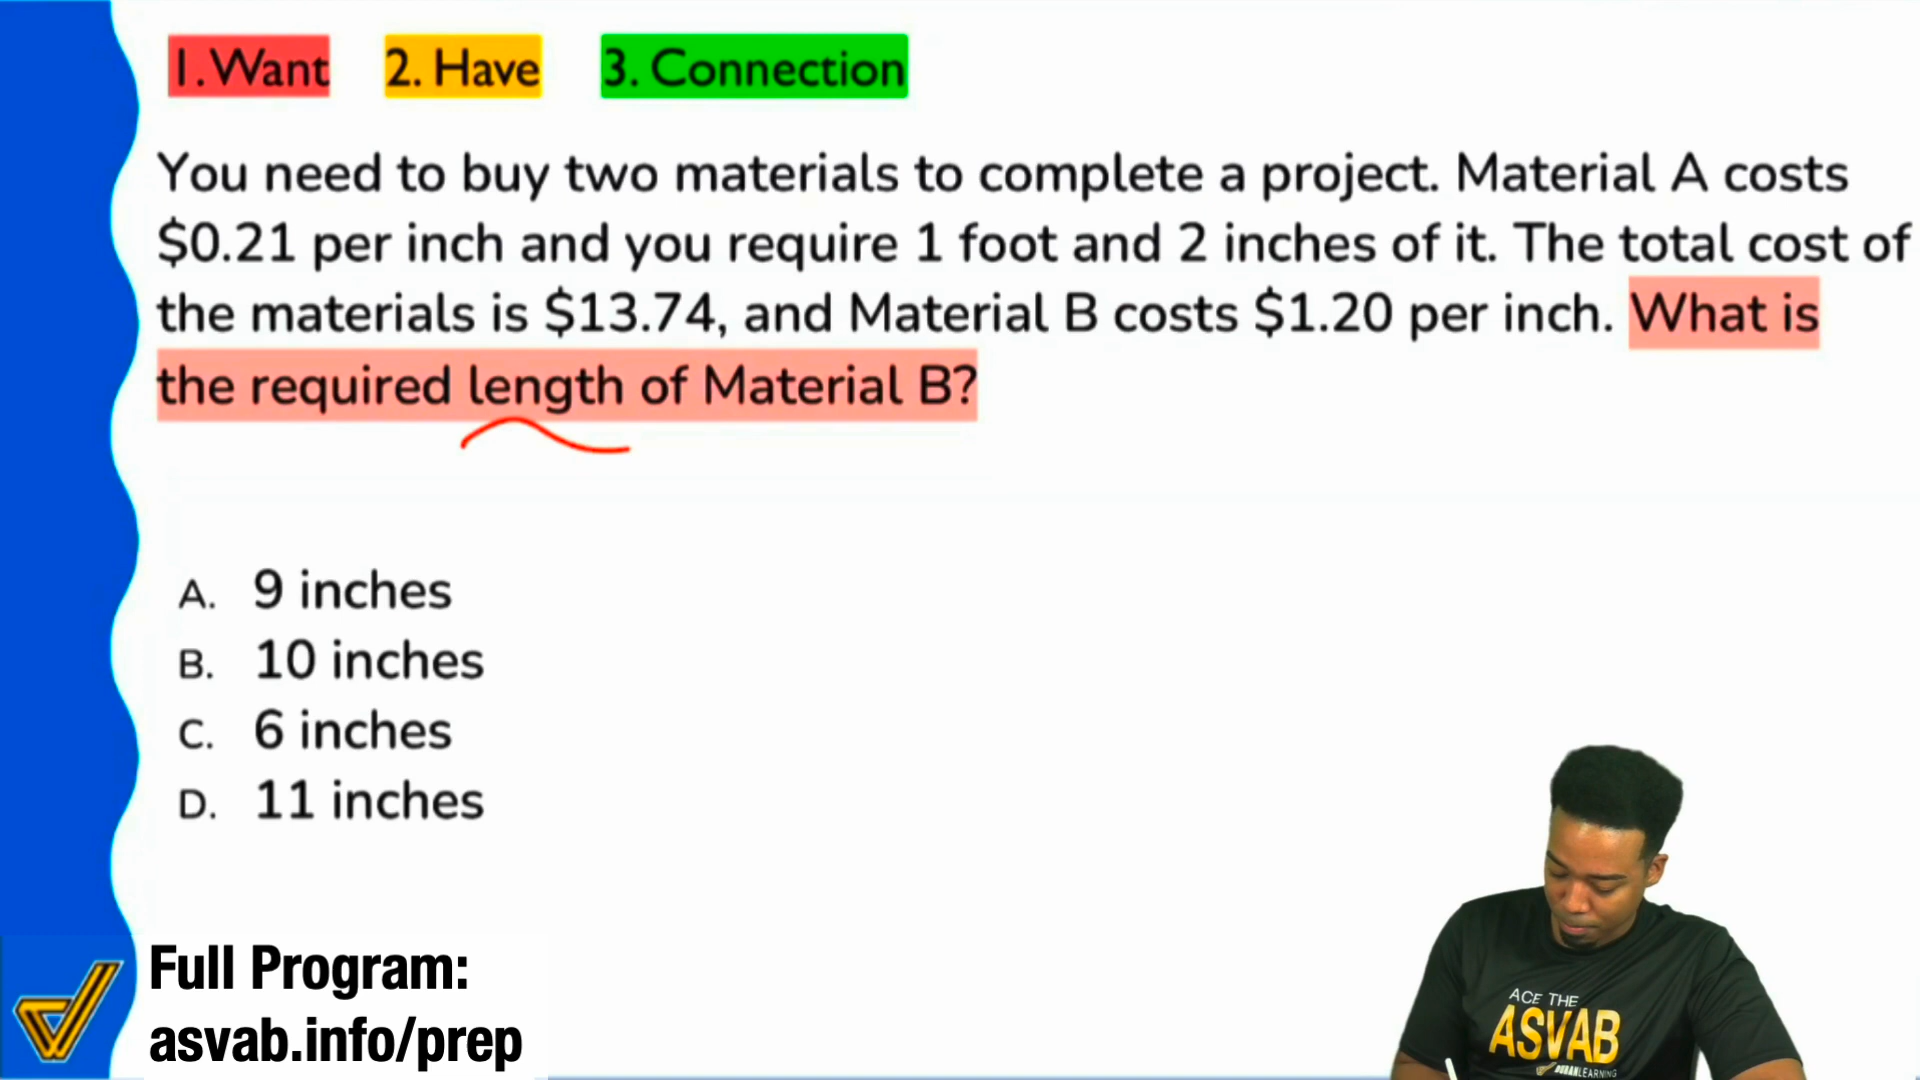 1. Want 2. Have 3. Connection
You need to buy two materials to complete a project. Material A costs
$0.21 per inch and you require 1 foot and 2 inches of it. The total cost of
the materials is $13.74, and Material B costs $1.20 per inch. What is
the required length of Material B?
A. 9 inches
B. 10 inches
C. 6 inches
D. 11 inches
Full Program:
asvab.info/prep
ACE THE
ASVAB
DURANLEARNING